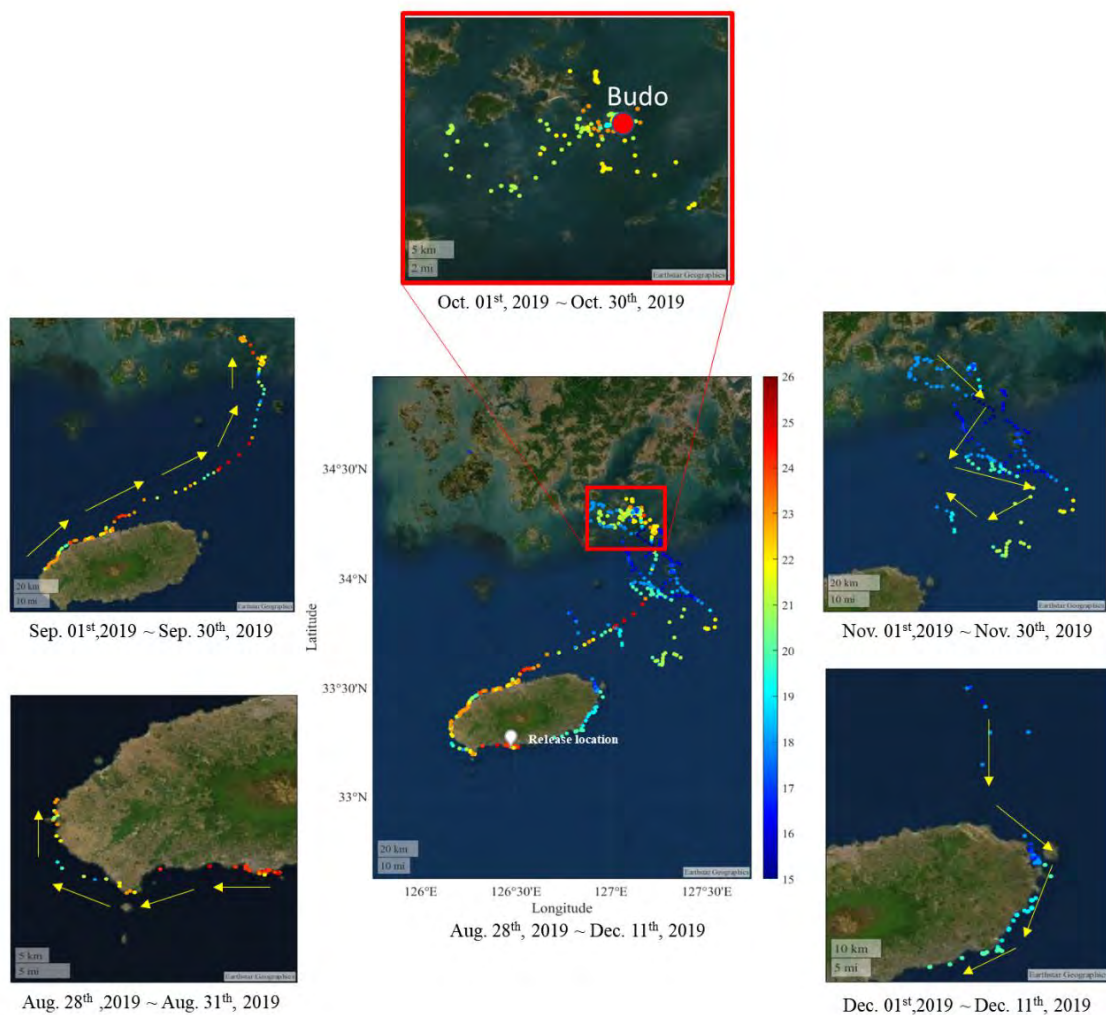 Budo
5 km
2 mi
Earthstar Geographics
Oct. 01st, 2019 ~ Oct. 30th, 2019
20 km
10 mi
Earthstar Geographics
Sep. 01st,2019 ~ Sep. 30th, 2019
5 km
5 mi
Earthstar Geographics
Aug. 28th ,2019 ~ Aug. 31th, 2019
Latitude
34°30'N
34°N
33°30'N
33°N
Release location
20 km
10 mi
Earthstar Geographics
126°E
126°30'E
127°E
127°30'E
Longitude
Aug. 28th, 2019 ~ Dec. 11th, 2019
26
25
24
23
22
21
20
19
18
17
16
15
20 km
10 mi
Earthstar Geographics
Nov. 01st,2019 ~ Nov. 30th, 2019
10 km
5 mi
Earthstar Geographics
Dec. 01st,2019 ~ Dec. 11th, 2019